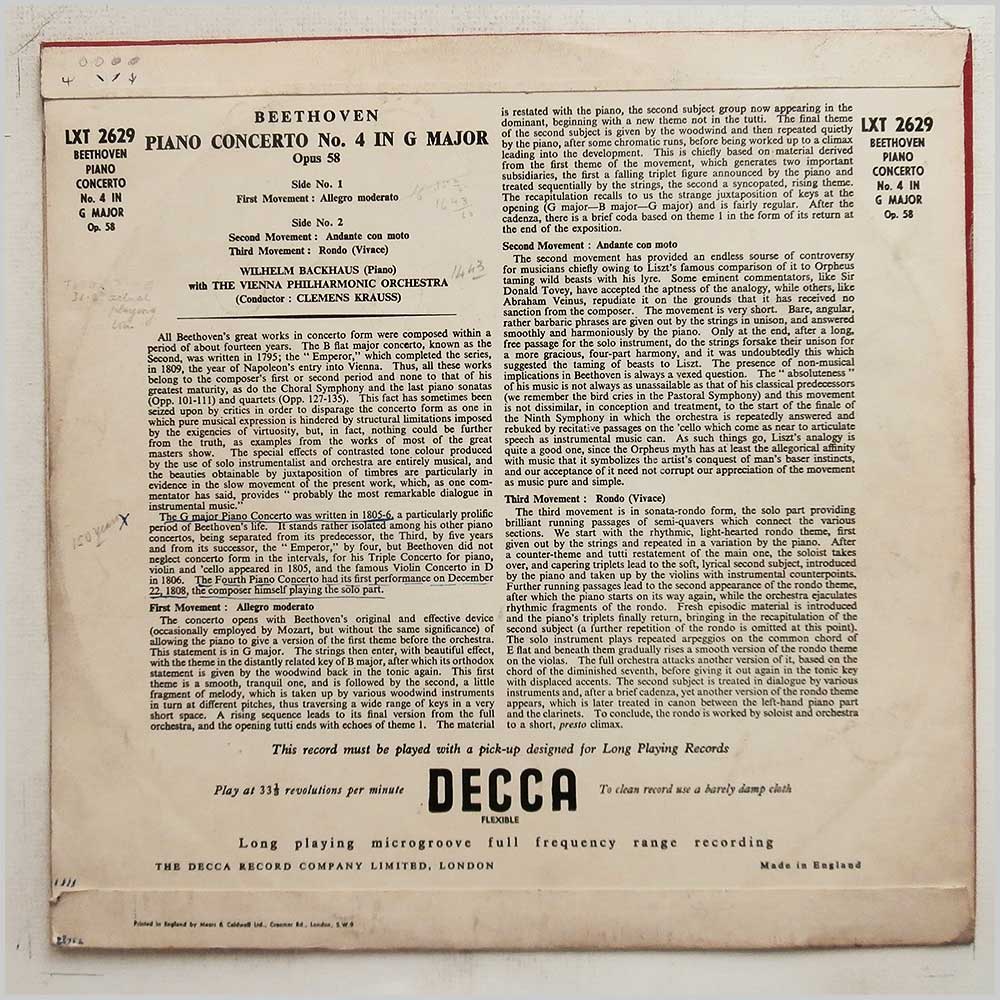 LXT 2629
BEETHOVEN
PIANO
CONCERTO
No. 4 IN
G MAJOR
Op. 58
BEETHOVEN
PIANO CONCERTO No. 4 IN G MAJOR
Opus 58
Side No. 1
First Movement : Allegro moderato
Side No. 2
Second Movement : Andante con moto
Third Movement : Rondo (Vivace)
WILHELM BACKHAUS (Piano)
with THE VIENNA PHILHARMONIC ORCHESTRA
(Conductor : CLEMENS KRAUSS)
All Beethoven's great works in concerto form were composed within a
period of about fourteen years. The B flat major concerto, known as the
Second, was written in 1795; the " Emperor," which completed the series,
in 1809, the year of Napoleon's entry into Vienna. Thus, all these works
belong to the composer's first or second period and none to that of his
greatest maturity, as do the Choral Symphony and the last piano sonatas
(Opp. 101-111) and quartets (Opp. 127-135). This fact has sometimes been
seized upon by critics in order to disparage the concerto form as one in
which pure musical expression is hindered by structural limitations imposed
by the exigencies of virtuosity, but, in fact, nothing could be further
from the truth, as examples from the works of most of the great
masters show. The special effects of contrasted tone colour produced
by the use of solo instrumentalist and orchestra are entirely musical, and
the beauties obtainable by juxtaposition of timbres are particularly in
evidence in the slow movement of the present work, which, as one com-
mentator has said, provides " probably the most remarkable dialogue in
instrumental music."
The G major Piano Concerto was written in 1805-6, a particularly prolific
period of Beethoven's life. It stands rather isolated among his other piano
concertos, being separated from its predecessor, the Third, by five years
and from its successor, the " Emperor," by four, but Beethoven did not
neglect concerto form in the intervals, for his Triple Concerto for piano,
violin and 'cello appeared in 1805, and the famous Violin Concerto in D
in 1806. The Fourth Piano Concerto had its first performance on December
22, 1808, the composer himself playing the solo part.
First Movement : Allegro moderato
The concerto opens with Beethoven's original and effective device
(occasionally employed by Mozart, but without the same significance) of
allowing the piano to give a version of the first theme before the orchestra.
This statement is in G major. The strings then enter, with beautiful effect,
with the theme in the distantly related key of B major, after which its orthodox
statement is given by the woodwind back in the tonic again. This first
theme is a smooth, tranquil one, and is followed by the second, a little
fragment of melody, which is taken up by various woodwind instruments
in turn at different pitches, thus traversing a wide range of keys in a very
short space. A rising sequence leads to its final version from the full
orchestra, and the opening tutti ends with echoes of theme 1. The material
is restated with the piano, the second subject group now appearing in the
dominant, beginning with a new theme not in the tutti. The final theme
of the second subject is given by the woodwind and then repeated quietly
by the piano, after some chromatic runs, before being worked up to a climax
leading into the development. This is chiefly based on material derived
from the first theme of the movement, which generates two important
subsidiaries, the first a falling triplet figure announced by the piano and
treated sequentially by the strings, the second a syncopated, rising theme.
The recapitulation recalls to us the strange juxtaposition of keys at the
opening (G major—B major—G major) and is fairly regular. After the
cadenza, there is a brief coda based on theme 1 in the form of its return at
the end of the exposition.
Second Movement : Andante con moto
The second movement has provided an endless sourse of controversy
for musicians chiefly owing to Liszt's famous comparison of it to Orpheus
taming wild beasts with his lyre. Some eminent commentators, like Sir
Donald Tovey, have accepted the aptness of the analogy, while others, like
Abraham Veinus, repudiate it on the grounds that it has received no
sanction from the composer. The movement is very short. Bare, angular,
rather barbaric phrases are given out by the strings in unison, and answered
smoothly and harmoniously by the piano. Only at the end, after a long,
free passage for the solo instrument, do the strings forsake their unison for
a more gracious, four-part harmony, and it was undoubtedly this which
suggested the taming of beasts to Liszt. The presence of non-musical
implications in Beethoven is always a vexed question. The " absoluteness "
of his music is not always as unassailable as that of his classical predecessors
(we remember the bird cries in the Pastoral Symphony) and this movement
is not dissimilar, in conception and treatment, to the start of the finale of
the Ninth Symphony in which the orchestra is repeatedly answered and
rebuked by recitative passages on the 'cello which come as near to articulate
speech as instrumental music can. As such things go, Liszt's analogy is
quite a good one, since the Orpheus myth has at least the allegorical affinity
with music that it symbolizes the artist's conquest of man's baser instincts,
and our acceptance of it need not corrupt our appreciation of the movement
as music pure and simple.
Third Movement : Rondo (Vivace)
The third movement is in sonata-rondo form, the solo part providing
brilliant running passages of semi-quavers which connect the various
sections. We start with the rhythmic, light-hearted rondo theme, first
given out by the strings and repeated in a variation by the piano. After
a counter-theme and tutti restatement of the main one, the soloist takes
over, and capering triplets lead to the soft, lyrical second subject, introduced
by the piano and taken up by the violins with instrumental counterpoints.
Further running passages lead to the second appearance of the rondo theme,
after which the piano starts on its way again, while the orchestra ejaculates
rhythmic fragments of the rondo. Fresh episodic material is introduced
and the piano's triplets finally return, bringing in the recapitulation of the
second subject (a further repetition of the rondo is omitted at this point).
The solo instrument plays repeated arpeggios on the common chord of
E flat and beneath them gradually rises a smooth version of the rondo theme
on the violas. The full orchestra attacks another version of it, based on the
chord of the diminished seventh, before giving it out again in the tonic key
with displaced accents. The second subject is treated in dialogue by various
instruments and, after a brief cadenza, yet another version of the rondo theme
appears, which is later treated in canon between the left-hand piano part
and the clarinets. To conclude, the rondo is worked by soloist and orchestra
to a short, presto climax.
LXT 2629
BEETHOVEN
PIANO
CONCERTO
No. 4 IN
G MAJOR
Op. 58
150 years X
1643
actual
playing
This record must be played with a pick-up designed for Long Playing Records
Play at 33⅓ revolutions per minute
DECCA
FLEXIBLE
To clean record use a barely damp cloth
Long playing microgroove full frequency range recording
THE DECCA RECORD COMPANY LIMITED, LONDON
Made in England
Printed in England by Mears & Caldwell Ltd., Cranmer Rd., London, S.W.9